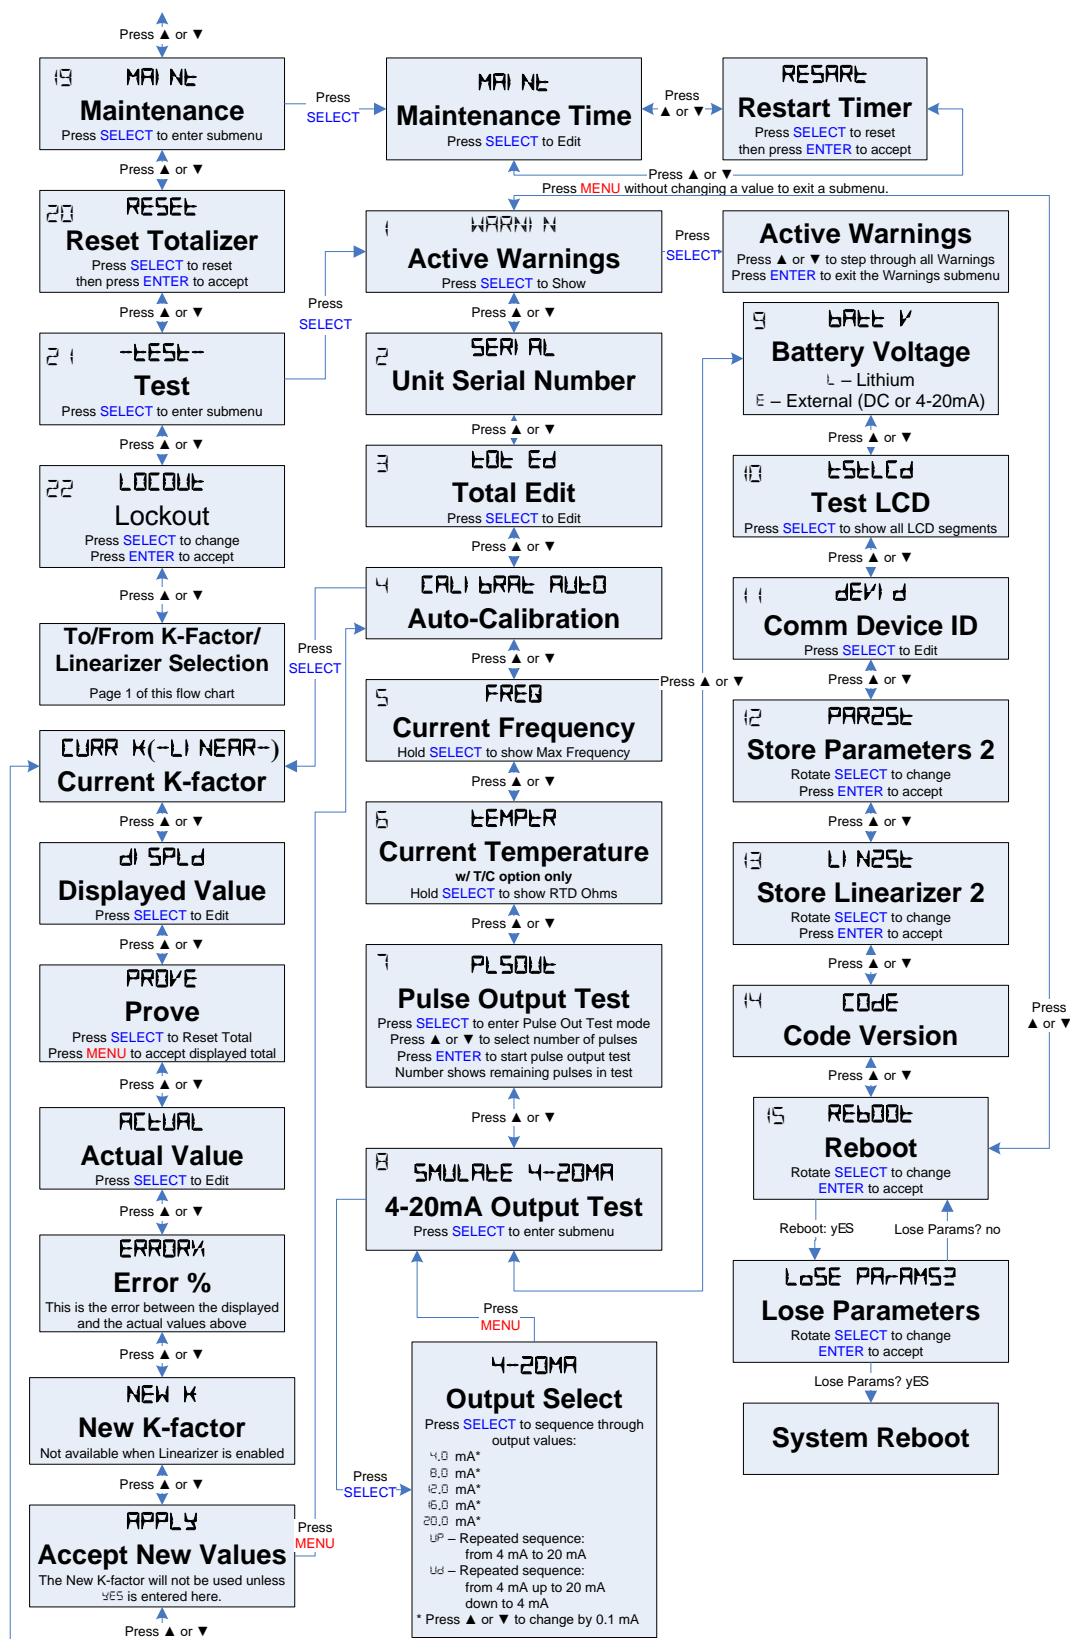 Press ▲ or ▼
19 MAINt
Maintenance
Press SELECT to enter submenu
Press ▲ or ▼
20 RESEt
Reset Totalizer
Press SELECT to reset
then press ENTER to accept
Press ▲ or ▼
21 -tESt-
Test
Press SELECT to enter submenu
Press ▲ or ▼
22 LOCOUt
Lockout
Press SELECT to change
Press ENTER to accept
Press ▲ or ▼
To/From K-Factor/
Linearizer Selection
Page 1 of this flow chart
CURR K(-LINEAR-)
Current K-factor
Press ▲ or ▼
dISPLd
Displayed Value
Press SELECT to Edit
Press ▲ or ▼
PROVE
Prove
Press SELECT to Reset Total
Press MENU to accept displayed total
Press ▲ or ▼
ACtUAL
Actual Value
Press SELECT to Edit
Press ▲ or ▼
ERROR%
Error %
This is the error between the displayed
and the actual values above
Press ▲ or ▼
NEW K
New K-factor
Not available when Linearizer is enabled
Press ▲ or ▼
APPLY
Accept New Values
The New K-factor will not be used unless
YES is entered here.
Press ▲ or ▼
Press
SELECT
Press
SELECT
Press
SELECT
Press
MENU
MAINt
Maintenance Time
Press SELECT to Edit
Press
▲ or ▼
RESARt
Restart Timer
Press SELECT to reset
then press ENTER to accept
Press ▲ or ▼
Press MENU without changing a value to exit a submenu.
1 WARNIN
Active Warnings
Press SELECT to Show
Press
SELECT
Active Warnings
Press ▲ or ▼ to step through all Warnings
Press ENTER to exit the Warnings submenu
Press ▲ or ▼
2 SERIAL
Unit Serial Number
Press ▲ or ▼
3 tOt Ed
Total Edit
Press SELECT to Edit
Press ▲ or ▼
4 CALIbRAt AUtO
Auto-Calibration
Press ▲ or ▼
5 FREQ
Current Frequency
Hold SELECT to show Max Frequency
Press ▲ or ▼
6 tEMPtR
Current Temperature
w/ T/C option only
Hold SELECT to show RTD Ohms
Press ▲ or ▼
7 PLSOUt
Pulse Output Test
Press SELECT to enter Pulse Out Test mode
Press ▲ or ▼ to select number of pulses
Press ENTER to start pulse output test
Number shows remaining pulses in test
Press ▲ or ▼
8 SMULAtE 4-20MA
4-20mA Output Test
Press SELECT to enter submenu
Press
MENU
Press
SELECT
4-20MA
Output Select
Press SELECT to sequence through
output values:
4.0 mA*
8.0 mA*
12.0 mA*
16.0 mA*
20.0 mA*
UP – Repeated sequence:
from 4 mA to 20 mA
Ud – Repeated sequence:
from 4 mA up to 20 mA
down to 4 mA
* Press ▲ or ▼ to change by 0.1 mA
Press ▲ or ▼
9 bAtt V
Battery Voltage
L – Lithium
E – External (DC or 4-20mA)
Press ▲ or ▼
10 tStLCd
Test LCD
Press SELECT to show all LCD segments
Press ▲ or ▼
11 dEVId
Comm Device ID
Press SELECT to Edit
Press ▲ or ▼
12 PAR2St
Store Parameters 2
Rotate SELECT to change
Press ENTER to accept
Press ▲ or ▼
13 LIN2St
Store Linearizer 2
Rotate SELECT to change
Press ENTER to accept
Press ▲ or ▼
14 COdE
Code Version
Press ▲ or ▼
15 REbOOt
Reboot
Rotate SELECT to change
ENTER to accept
Press
▲ or ▼
Reboot: yES
Lose Params? no
LoSE PArAMS?
Lose Parameters
Rotate SELECT to change
ENTER to accept
Lose Params? yES
System Reboot